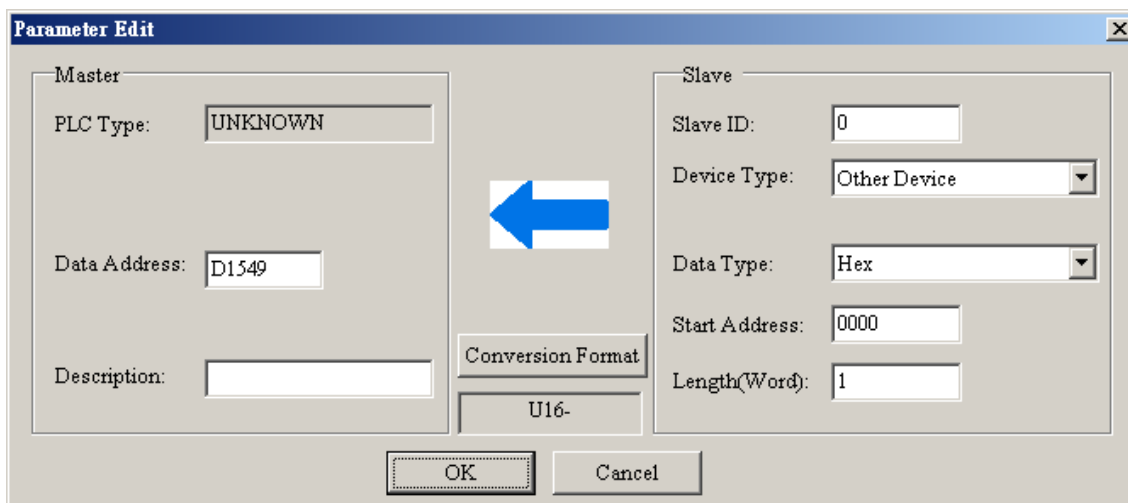 Parameter Edit
Master
PLC Type: UNKNOWN
Data Address: D1549
Description:
Conversion Format
U16-
Slave
Slave ID: 0
Device Type: Other Device
Data Type: Hex
Start Address: 0000
Length(Word): 1
OK
Cancel